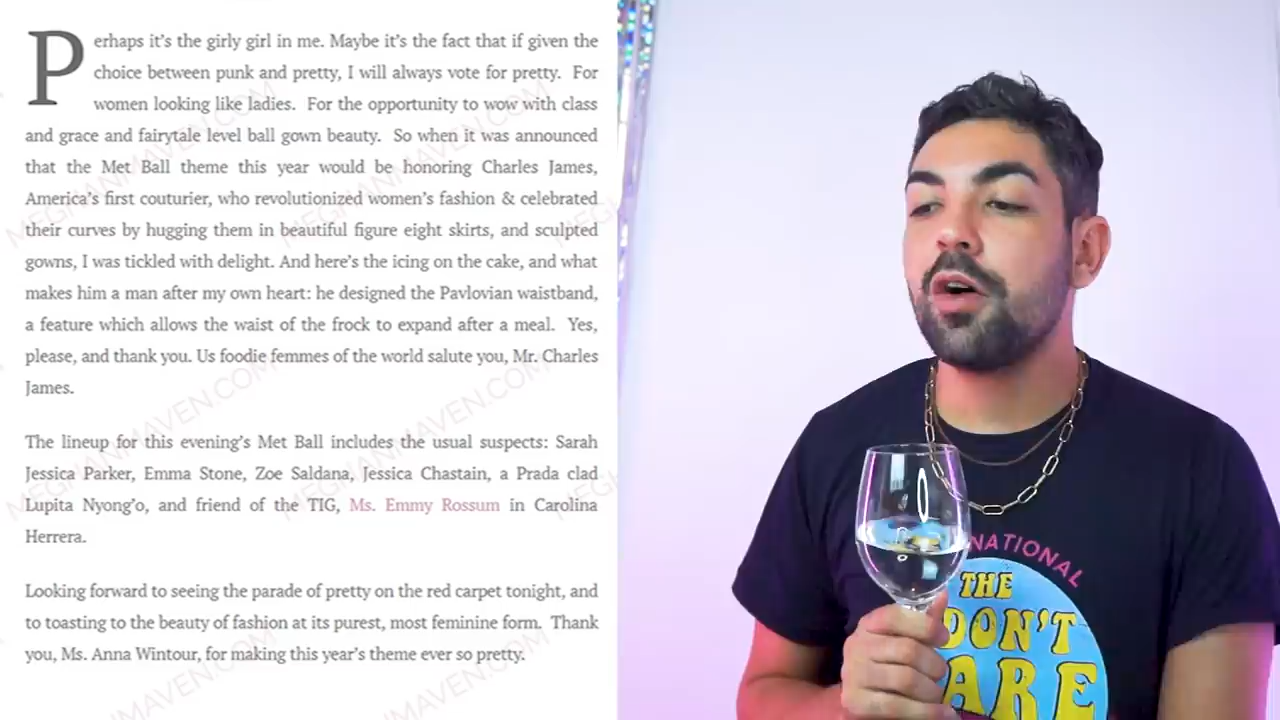 Perhaps it's the girly girl in me. Maybe it's the fact that if given the
choice between punk and pretty, I will always vote for pretty.  For
women looking like ladies.  For the opportunity to wow with class
and grace and fairytale level ball gown beauty.  So when it was announced
that the Met Ball theme this year would be honoring Charles James,
America's first couturier, who revolutionized women's fashion & celebrated
their curves by hugging them in beautiful figure eight skirts, and sculpted
gowns, I was tickled with delight. And here's the icing on the cake, and what
makes him a man after my own heart: he designed the Pavlovian waistband,
a feature which allows the waist of the frock to expand after a meal.  Yes,
please, and thank you. Us foodie femmes of the world salute you, Mr. Charles
James.
The lineup for this evening's Met Ball includes the usual suspects: Sarah
Jessica Parker, Emma Stone, Zoe Saldana, Jessica Chastain, a Prada clad
Lupita Nyong'o, and friend of the TIG, Ms. Emmy Rossum in Carolina
Herrera.
Looking forward to seeing the parade of pretty on the red carpet tonight, and
to toasting to the beauty of fashion at its purest, most feminine form.  Thank
you, Ms. Anna Wintour, for making this year's theme ever so pretty.
MEGHANMAVEN.COM
NATIONAL
THE
DON'T
ARE